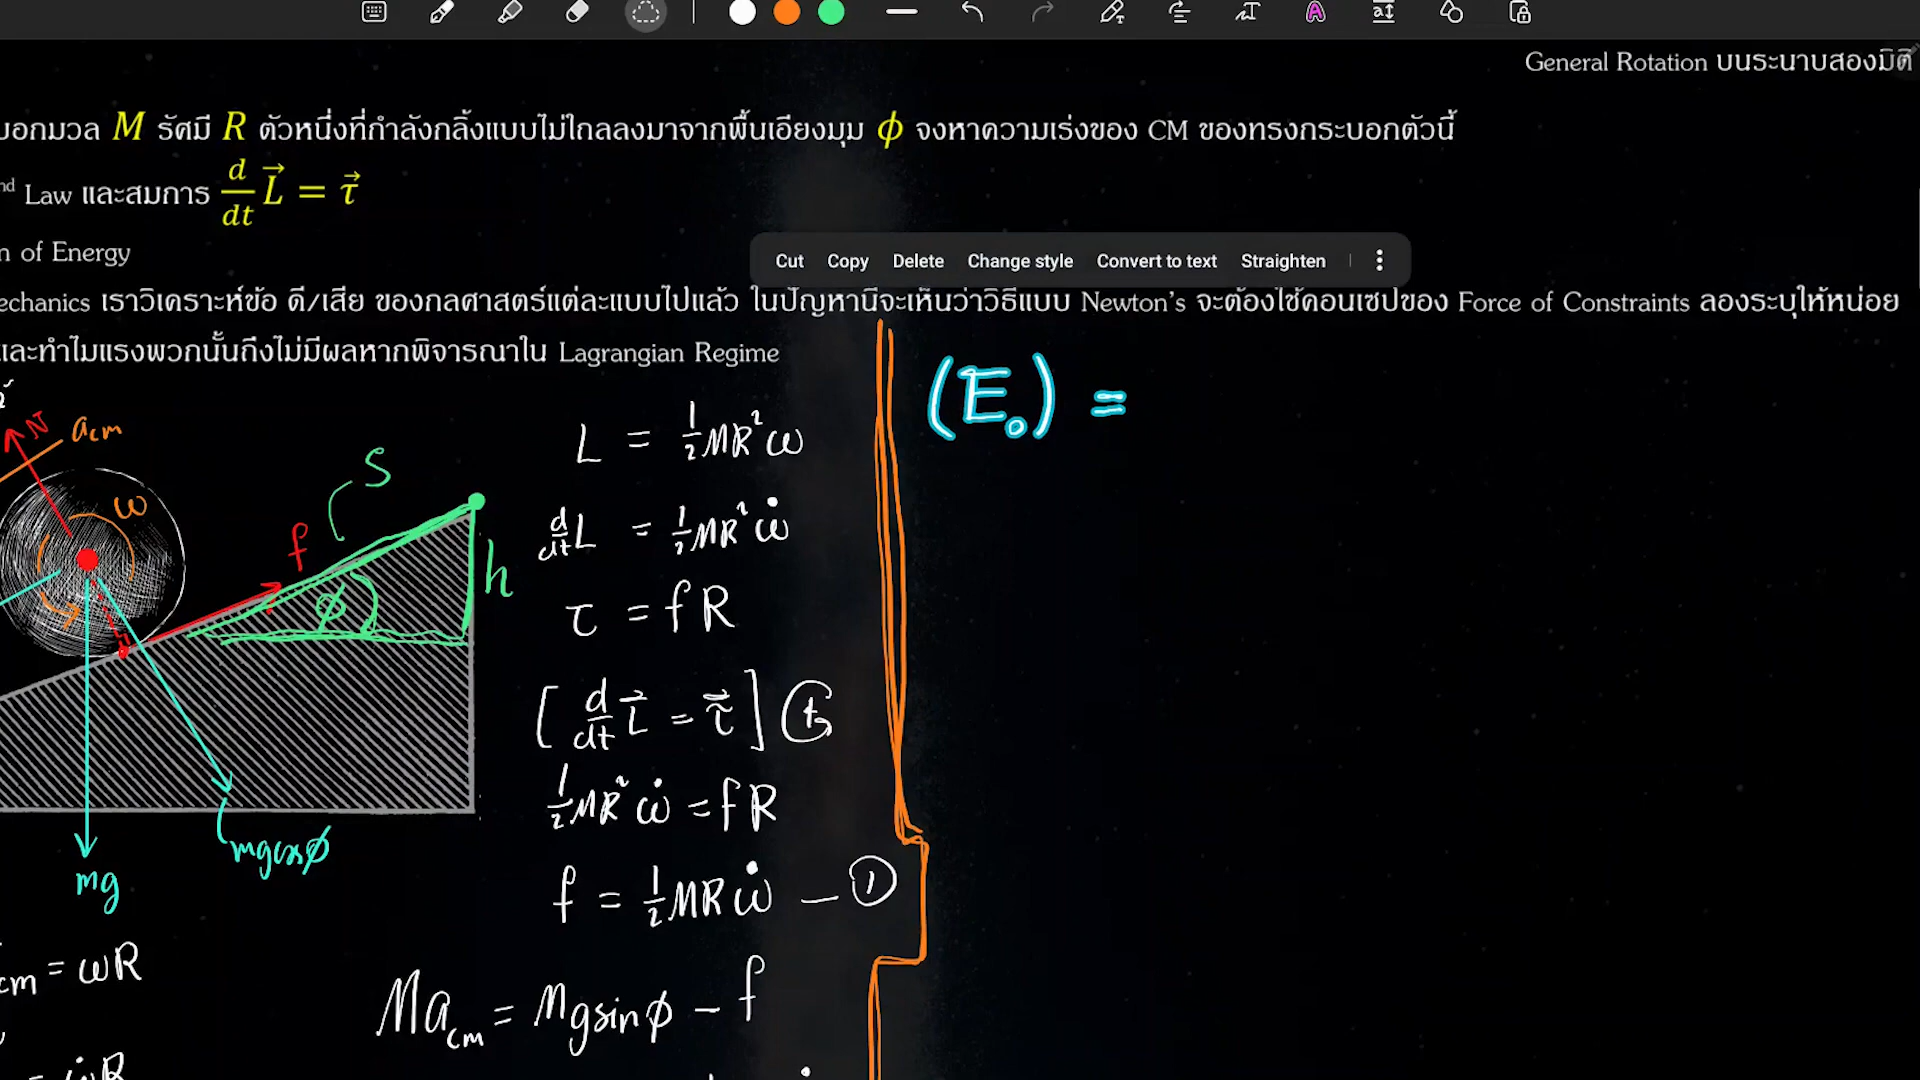 General Rotation บนระนาบสองมิติ
บอกมวล M รัศมี R ตัวหนึ่งที่กำลังกลิ้งแบบไม่ไถลลงมาจากพื้นเอียงมุม ϕ จงหาความเร่งของ CM ของทรงกระบอกตัวนี้
nd Law และสมการ d/dt L⃗ = τ⃗
n of Energy
Cut Copy Delete Change style Convert to text Straighten
echanics เราวิเคราะห์ข้อ ดี/เสีย ของกลศาสตร์แต่ละแบบไปแล้ว ในปัญหานี้จะเห็นว่าวิธีแบบ Newton's จะต้องใช้คอนเซปของ Force of Constraints ลองระบุให้หน่อย
และทำไมแรงพวกนั้นถึงไม่มีผลหากพิจารณาใน Lagrangian Regime
(E₀) =
N
a_cm
ω
f
S
h
ϕ
mg
mgcosϕ
L = ½MR²ω
d/dt L = ½MR²ω̇
τ = fR
[d/dt L⃗ = τ⃗] +
½MR²ω̇ = fR
f = ½MRω̇ — ①
cm = ωR
Ma_cm = Mgsinϕ - f
= ω̇R